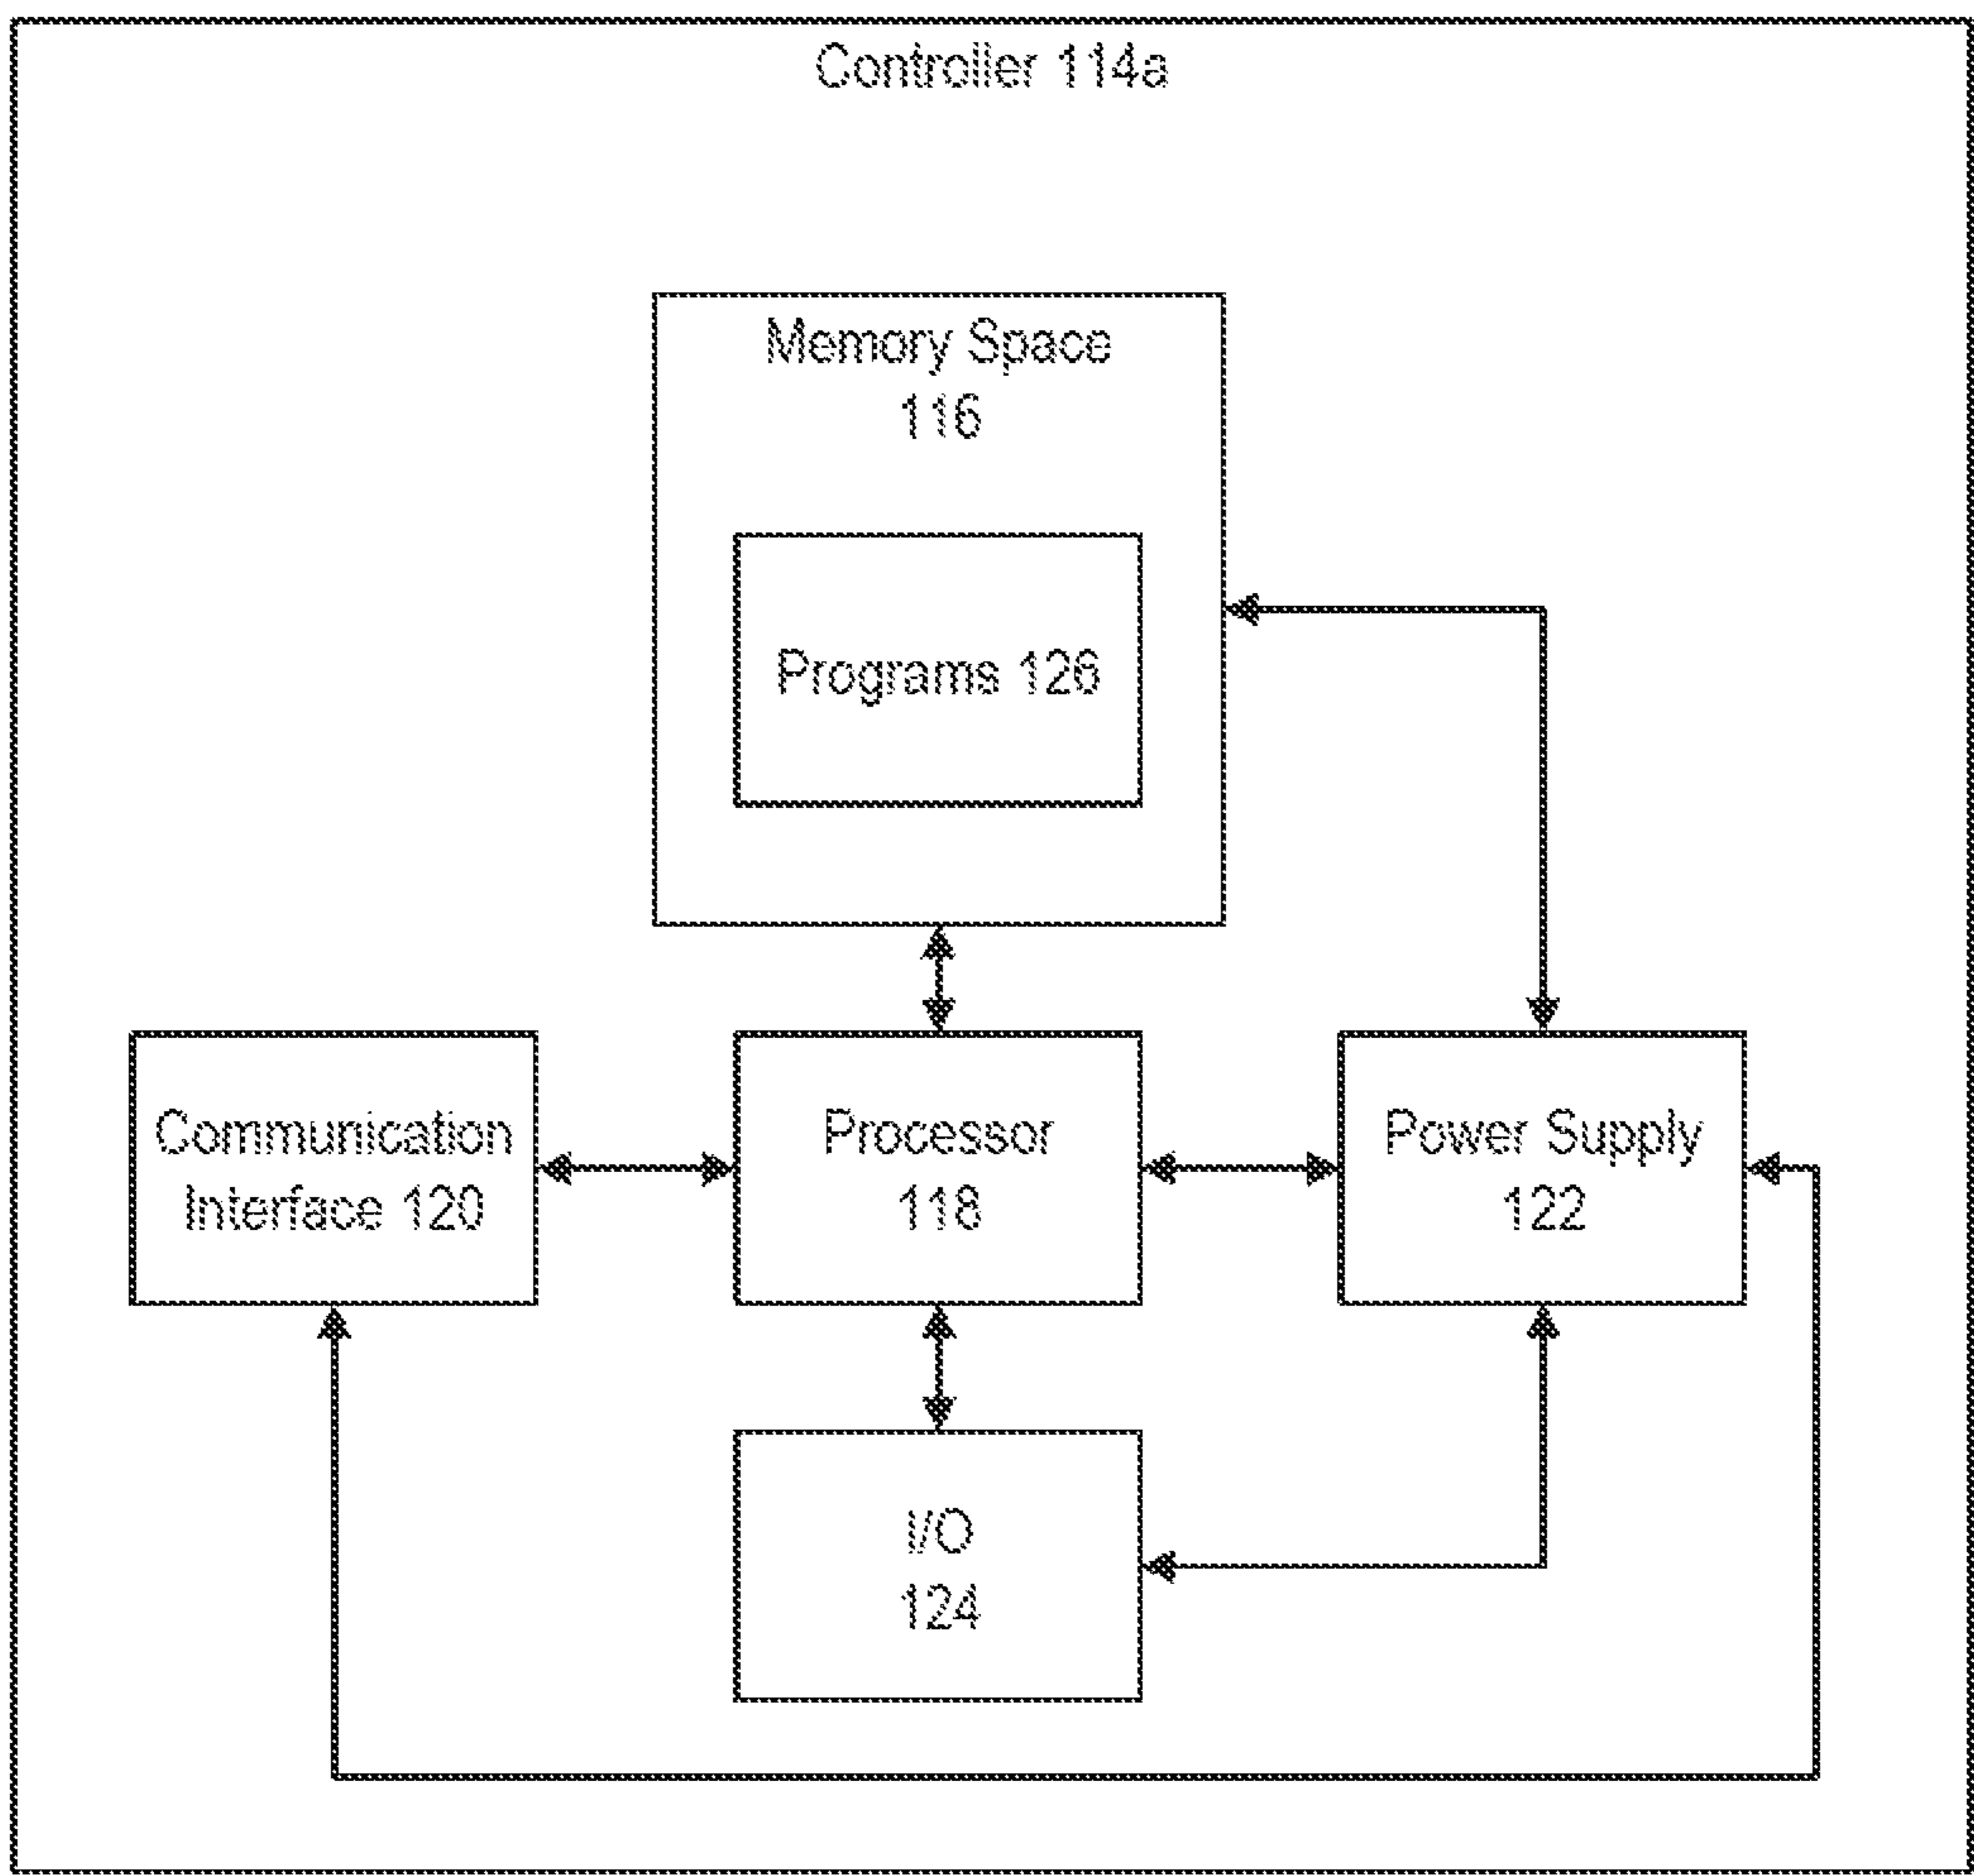 Controller 114a
Memory Space
116
Programs 126
Communication
Interface 120
Processor
118
Power Supply
122
I/O
124